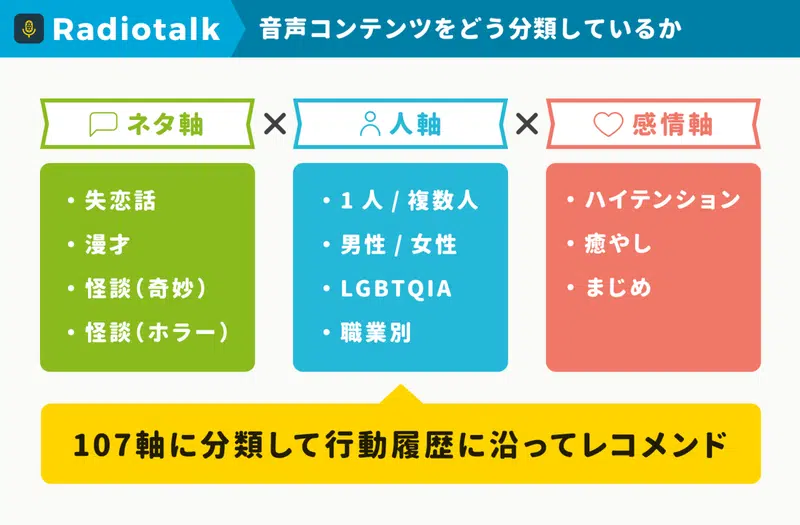 Radiotalk 音声コンテンツをどう分類しているか
ネタ軸 × 人軸 × 感情軸
・失恋話
・漫才
・怪談(奇妙)
・怪談(ホラー)
・1人 / 複数人
・男性 / 女性
・LGBTQIA
・職業別
・ハイテンション
・癒やし
・まじめ
107軸に分類して行動履歴に沿ってレコメンド